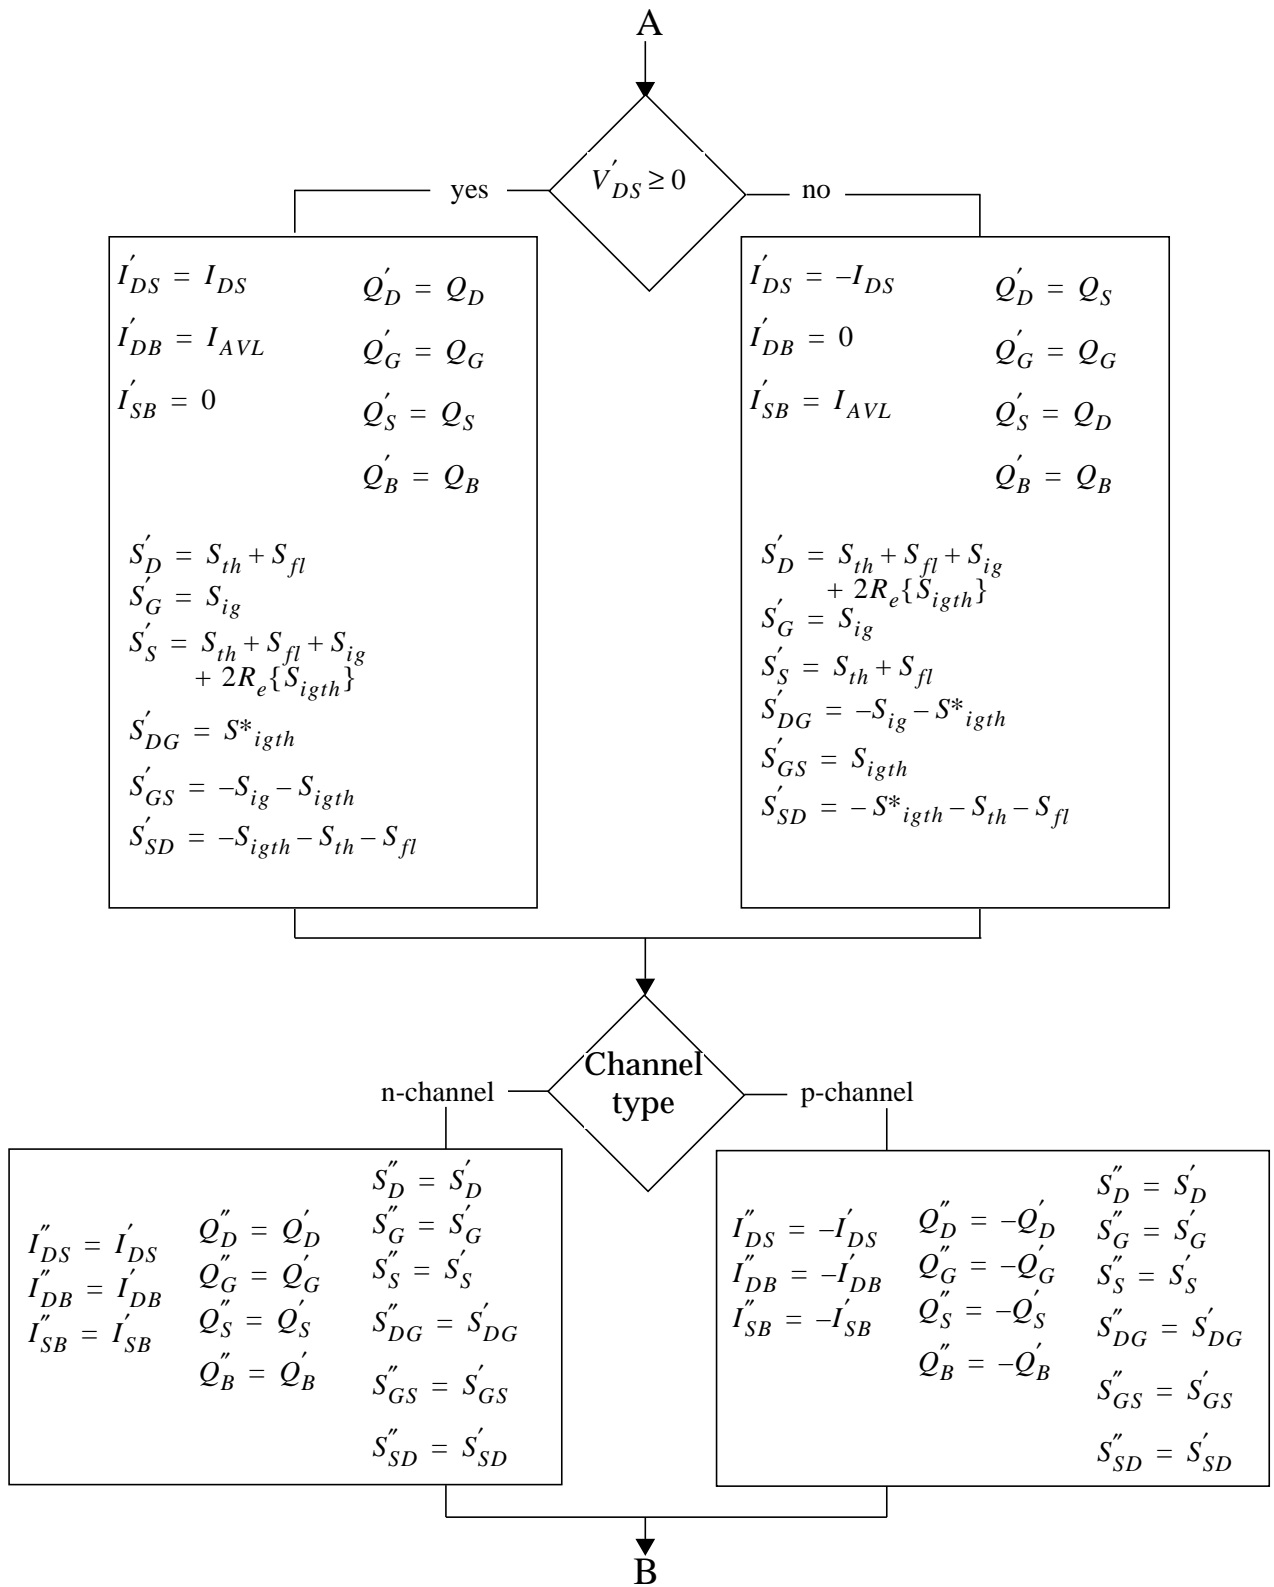 A
V′_DS ≥ 0
yes
no
I′_DS = I_DS
Q′_D = Q_D
I′_DB = I_AVL
Q′_G = Q_G
I′_SB = 0
Q′_S = Q_S
Q′_B = Q_B
S′_D = S_th + S_fl
S′_G = S_ig
S′_S = S_th + S_fl + S_ig
+ 2R_e{S_igth}
S′_DG = S*_igth
S′_GS = –S_ig – S_igth
S′_SD = –S_igth – S_th – S_fl
I′_DS = –I_DS
Q′_D = Q_S
I′_DB = 0
Q′_G = Q_G
I′_SB = I_AVL
Q′_S = Q_D
Q′_B = Q_B
S′_D = S_th + S_fl + S_ig
+ 2R_e{S_igth}
S′_G = S_ig
S′_S = S_th + S_fl
S′_DG = –S_ig – S*_igth
S′_GS = S_igth
S′_SD = – S*_igth – S_th – S_fl
Channel
type
n-channel
p-channel
I″_DS = I′_DS
I″_DB = I′_DB
I″_SB = I′_SB
Q″_D = Q′_D
Q″_G = Q′_G
Q″_S = Q′_S
Q″_B = Q′_B
S″_D = S′_D
S″_G = S′_G
S″_S = S′_S
S″_DG = S′_DG
S″_GS = S′_GS
S″_SD = S′_SD
I″_DS = –I′_DS
I″_DB = –I′_DB
I″_SB = –I′_SB
Q″_D = –Q′_D
Q″_G = –Q′_G
Q″_S = –Q′_S
Q″_B = –Q′_B
S″_D = S′_D
S″_G = S′_G
S″_S = S′_S
S″_DG = S′_DG
S″_GS = S′_GS
S″_SD = S′_SD
B